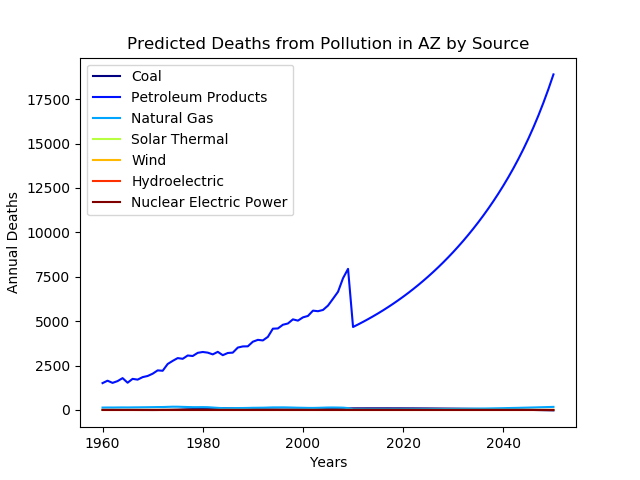 Predicted Deaths from Pollution in AZ by Source
Coal
Petroleum Products
Natural Gas
Solar Thermal
Wind
Hydroelectric
Nuclear Electric Power
Annual Deaths
17500
15000
12500
10000
7500
5000
2500
0
1960 1980 2000 2020 2040
Years